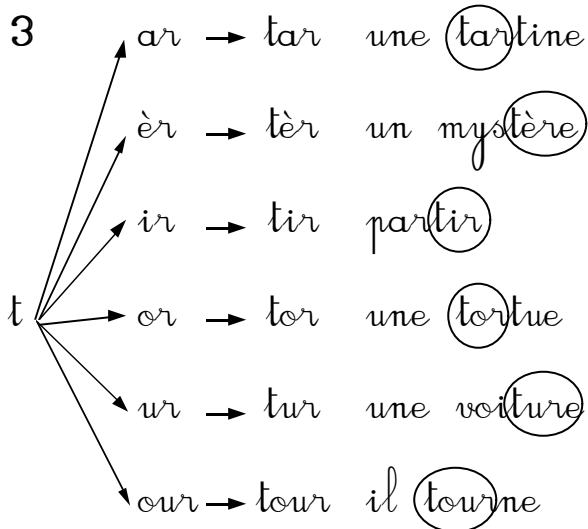 3 ar tar une tartine
èr tèr un mystère
ir tir partir
t or tor une tortue
ur tur une voiture
our tour il tourne